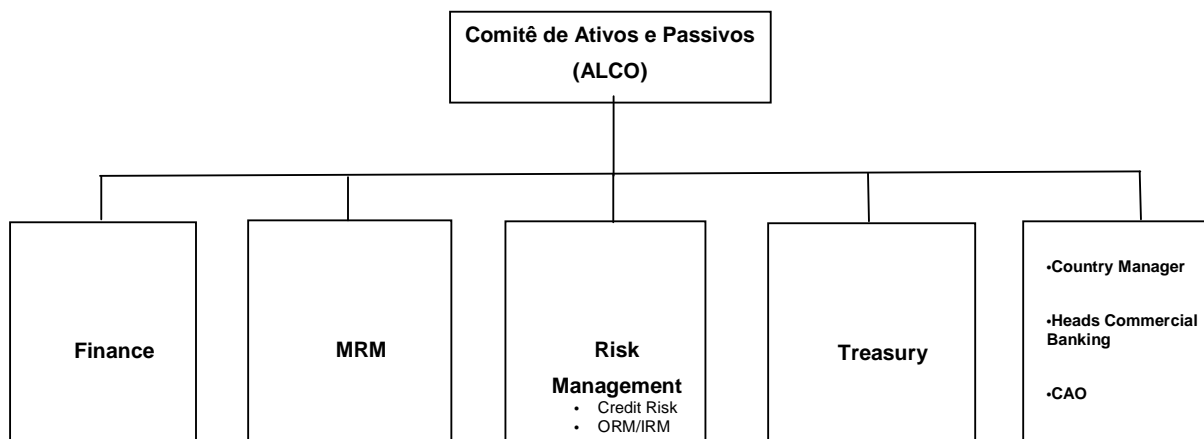 Comitê de Ativos e Passivos
(ALCO)
Finance
MRM
Risk
Management
• Credit Risk
• ORM/IRM
Treasury
•Country Manager
•Heads Commercial
Banking
•CAO